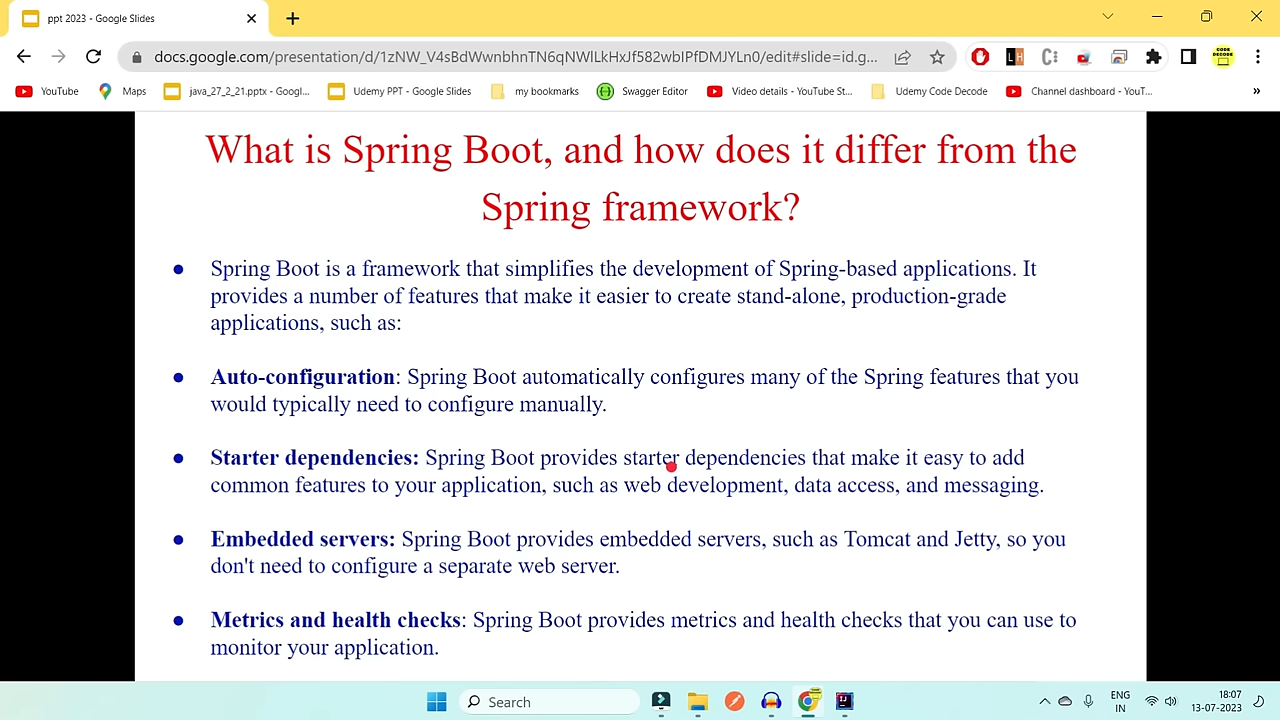 ppt 2023 - Google Slides
docs.google.com/presentation/d/1zNW_V4sadWwnbhnTN6qNWlLkHxJf582wbIPfDMJYLn0/edit#slide=id.g...
YouTube Maps java_27_2_21.pptx - Googl... Udemy PPT - Google Slides my bookmarks Swagger Editor Video details - YouTube St... Udemy Code Decode Channel dashboard - YouT... »
What is Spring Boot, and how does it differ from the
Spring framework?
● Spring Boot is a framework that simplifies the development of Spring-based applications. It
provides a number of features that make it easier to create stand-alone, production-grade
applications, such as:
● Auto-configuration: Spring Boot automatically configures many of the Spring features that you
would typically need to configure manually.
● Starter dependencies: Spring Boot provides starter dependencies that make it easy to add
common features to your application, such as web development, data access, and messaging.
● Embedded servers: Spring Boot provides embedded servers, such as Tomcat and Jetty, so you
don't need to configure a separate web server.
● Metrics and health checks: Spring Boot provides metrics and health checks that you can use to
monitor your application.
Search
ENG
IN
18:07
13-07-2023